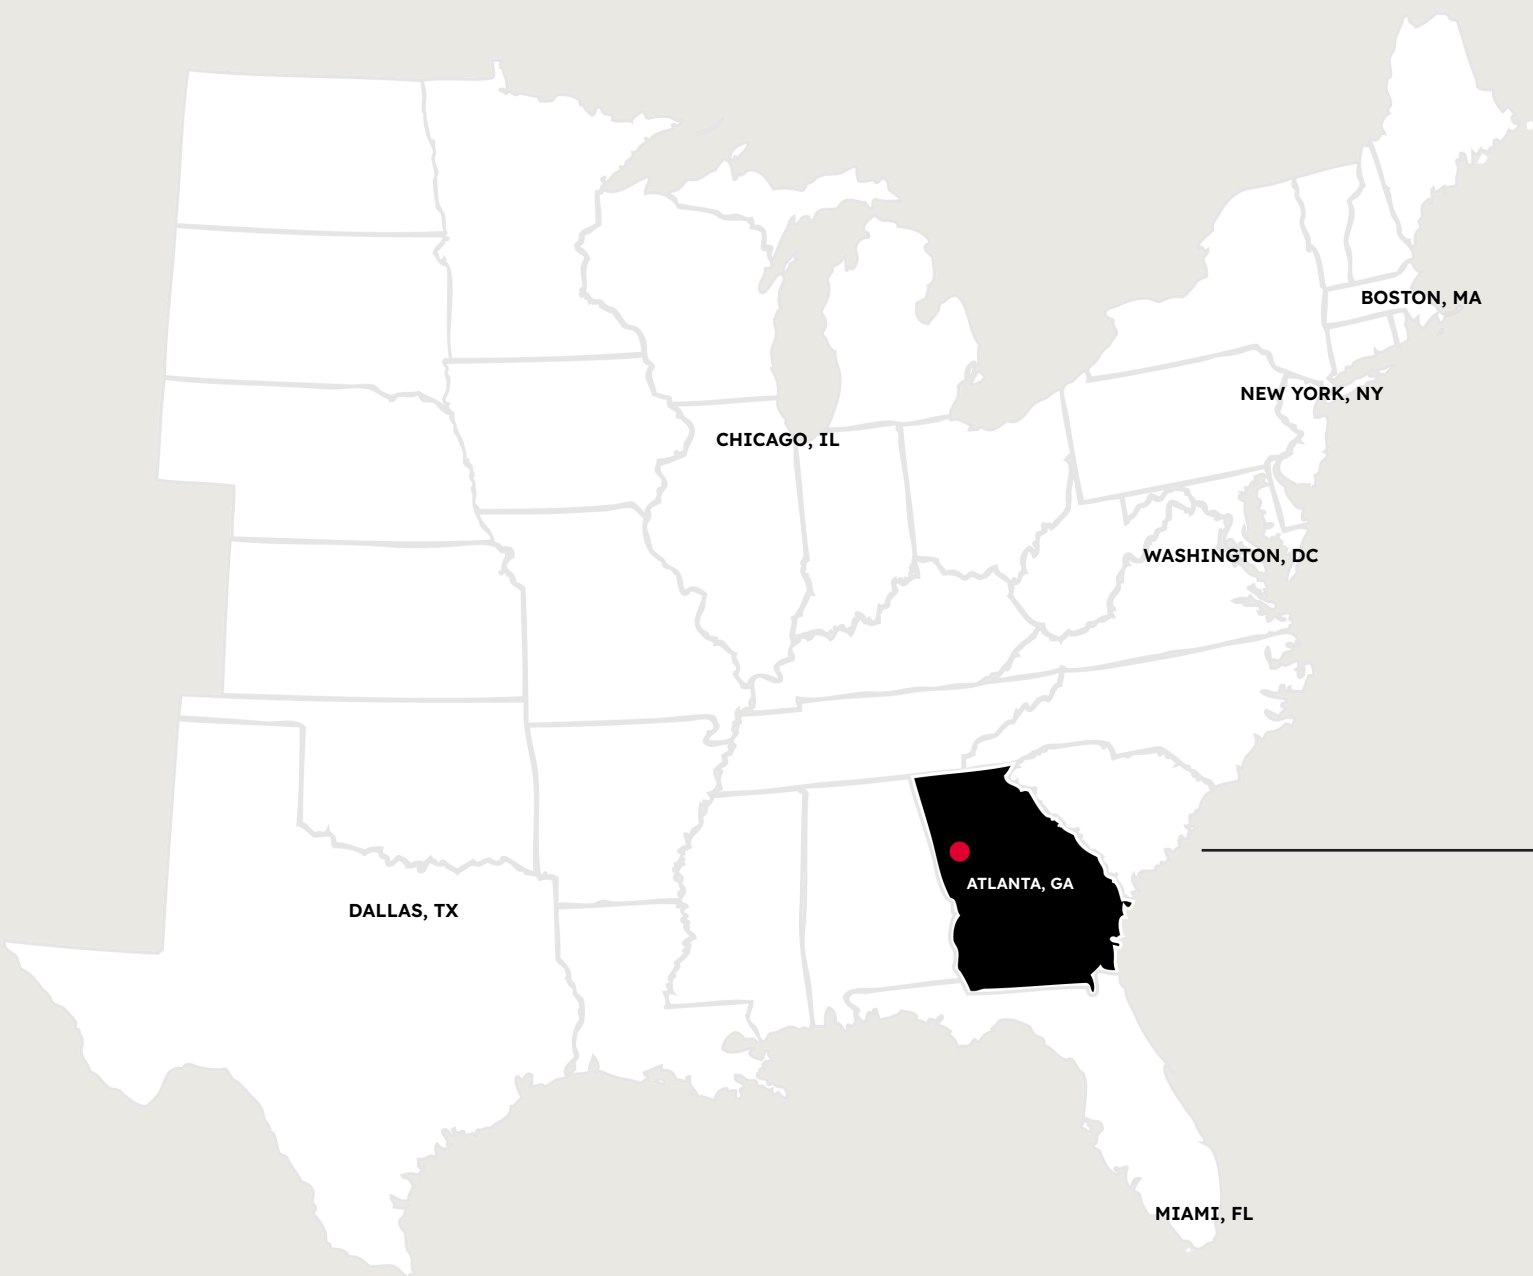 BOSTON, MA
NEW YORK, NY
CHICAGO, IL
WASHINGTON, DC
ATLANTA, GA
DALLAS, TX
MIAMI, FL